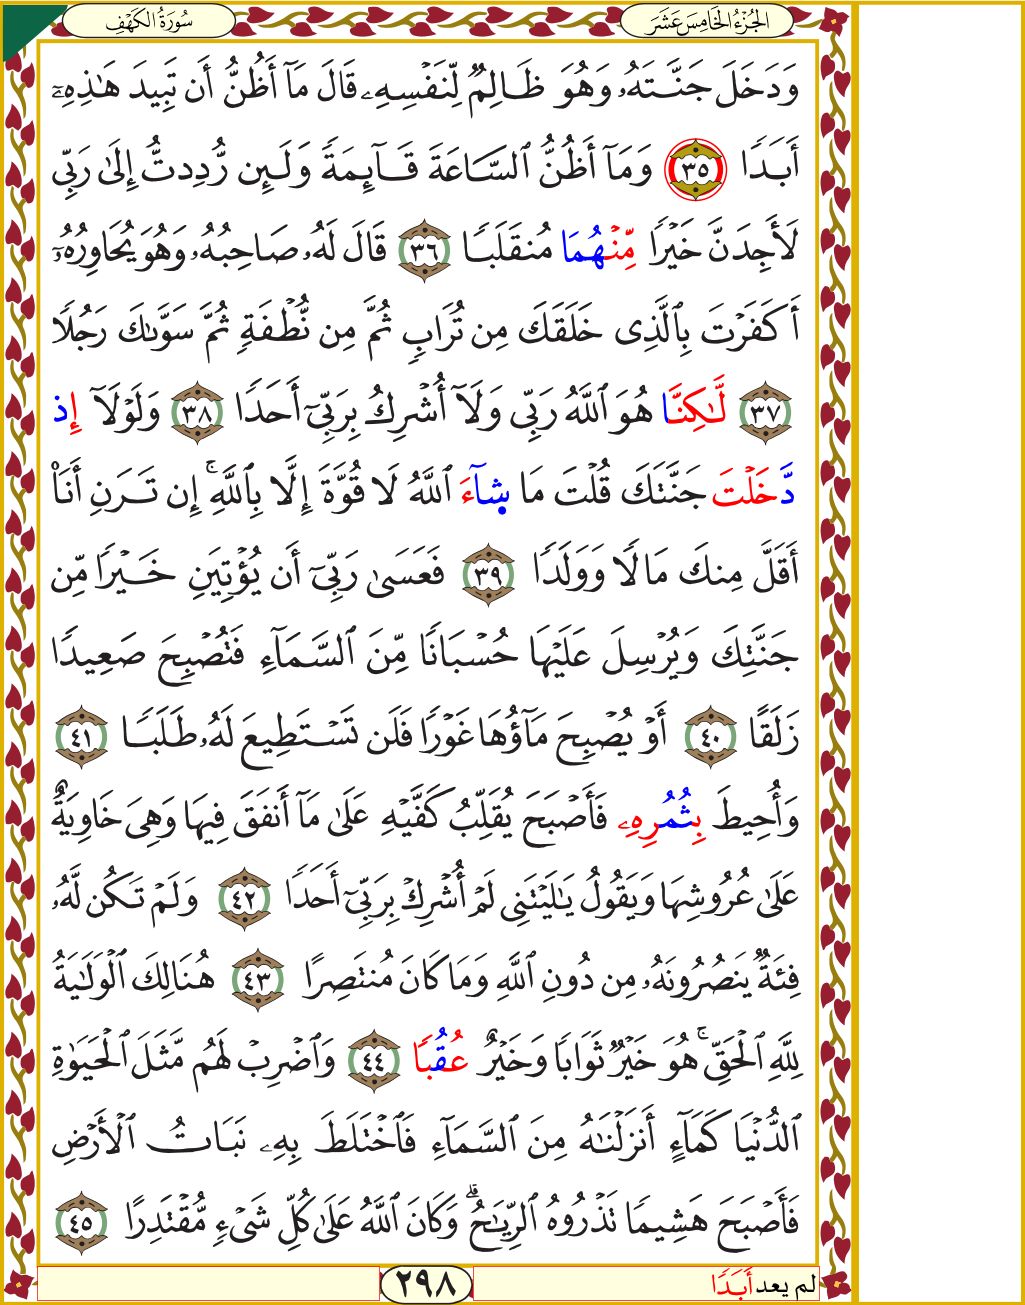 سُورَةُ الكَهْفِ
الجُزْءُ الخَامِسَ عَشَرَ
وَدَخَلَ جَنَّتَهُۥ وَهُوَ ظَالِمٌ لِّنَفْسِهِۦ قَالَ مَآ أَظُنُّ أَن تَبِيدَ هَٰذِهِۦٓ
أَبَدًا ٣٥ وَمَآ أَظُنُّ ٱلسَّاعَةَ قَآئِمَةً وَلَئِن رُّدِدتُّ إِلَىٰ رَبِّى
لَأَجِدَنَّ خَيْرًا مِّنْهُمَا مُنقَلَبًا ٣٦ قَالَ لَهُۥ صَاحِبُهُۥ وَهُوَ يُحَاوِرُهُۥٓ
أَكَفَرْتَ بِٱلَّذِى خَلَقَكَ مِن تُرَابٍ ثُمَّ مِن نُّطْفَةٍ ثُمَّ سَوَّىٰكَ رَجُلًا
٣٧ لَّٰكِنَّا هُوَ ٱللَّهُ رَبِّى وَلَآ أُشْرِكُ بِرَبِّىٓ أَحَدًا ٣٨ وَلَوْلَآ إِذ
دَّخَلْتَ جَنَّتَكَ قُلْتَ مَا شِآءَ ٱللَّهُ لَا قُوَّةَ إِلَّا بِٱللَّهِ ۚ إِن تَرَنِ أَنَا۠
أَقَلَّ مِنكَ مَالًا وَوَلَدًا ٣٩ فَعَسَىٰ رَبِّىٓ أَن يُؤْتِيَنِ خَيْرًا مِّن
جَنَّتِكَ وَيُرْسِلَ عَلَيْهَا حُسْبَانًا مِّنَ ٱلسَّمَآءِ فَتُصْبِحَ صَعِيدًا
زَلَقًا ٤٠ أَوْ يُصْبِحَ مَآؤُهَا غَوْرًا فَلَن تَسْتَطِيعَ لَهُۥ طَلَبًا ٤١
وَأُحِيطَ بِثُمُرِهِۦ فَأَصْبَحَ يُقَلِّبُ كَفَّيْهِ عَلَىٰ مَآ أَنفَقَ فِيهَا وَهِىَ خَاوِيَةٌ
عَلَىٰ عُرُوشِهَا وَيَقُولُ يَٰلَيْتَنِى لَمْ أُشْرِكْ بِرَبِّىٓ أَحَدًا ٤٢ وَلَمْ تَكُن لَّهُۥ
فِئَةٌ يَنصُرُونَهُۥ مِن دُونِ ٱللَّهِ وَمَا كَانَ مُنتَصِرًا ٤٣ هُنَالِكَ ٱلْوَلَٰيَةُ
لِلَّهِ ٱلْحَقِّ ۚ هُوَ خَيْرٌ ثَوَابًا وَخَيْرٌ عُقُبًا ٤٤ وَٱضْرِبْ لَهُم مَّثَلَ ٱلْحَيَوٰةِ
ٱلدُّنْيَا كَمَآءٍ أَنزَلْنَٰهُ مِنَ ٱلسَّمَآءِ فَٱخْتَلَطَ بِهِۦ نَبَاتُ ٱلْأَرْضِ
فَأَصْبَحَ هَشِيمًا تَذْرُوهُ ٱلرِّيَٰحُ ۗ وَكَانَ ٱللَّهُ عَلَىٰ كُلِّ شَىْءٍ مُّقْتَدِرًا ٤٥
لم يعد أَبَدًا
٢٩٨